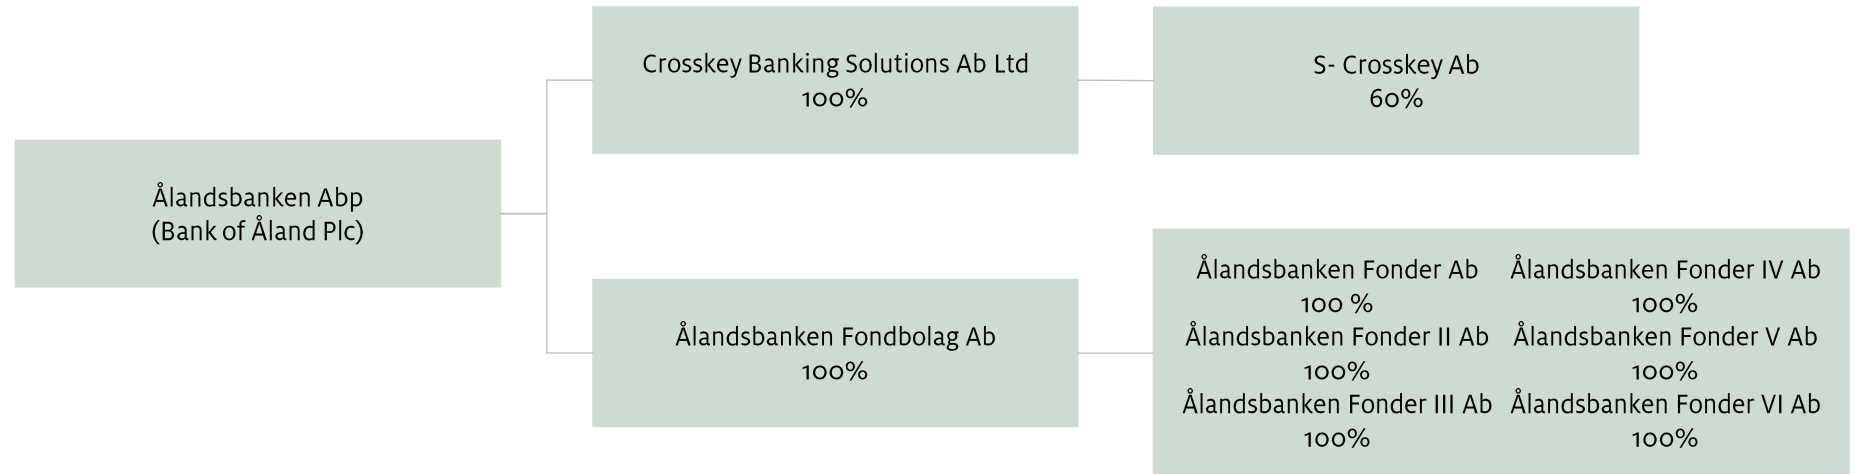 Crosskey Banking Solutions Ab Ltd
100%
S- Crosskey Ab
60%
Ålandsbanken Abp
(Bank of Åland Plc)
Ålandsbanken Fondbolag Ab
100%
Ålandsbanken Fonder Ab
100 %
Ålandsbanken Fonder II Ab
100%
Ålandsbanken Fonder III Ab
100%
Ålandsbanken Fonder IV Ab
100%
Ålandsbanken Fonder V Ab
100%
Ålandsbanken Fonder VI Ab
100%